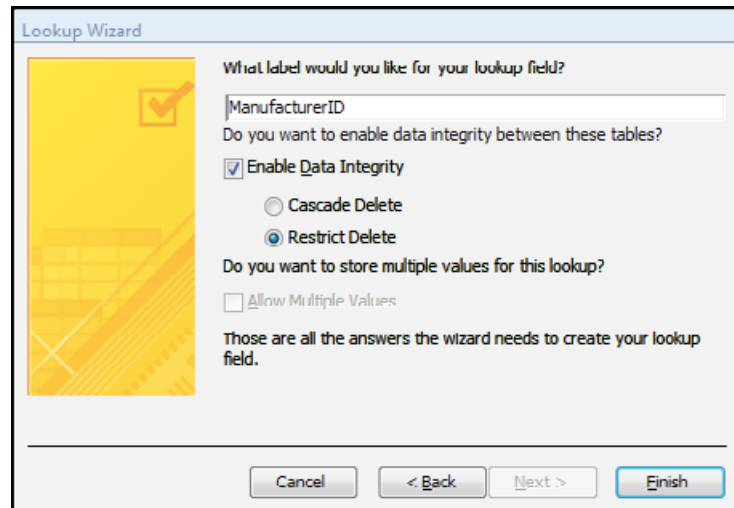 Lookup Wizard
What label would you like for your lookup field?
ManufacturerID
Do you want to enable data integrity between these tables?
Enable Data Integrity
Cascade Delete
Restrict Delete
Do you want to store multiple values for this lookup?
Allow Multiple Values
Those are all the answers the wizard needs to create your lookup
field.
Cancel
< Back
Next >
Finish